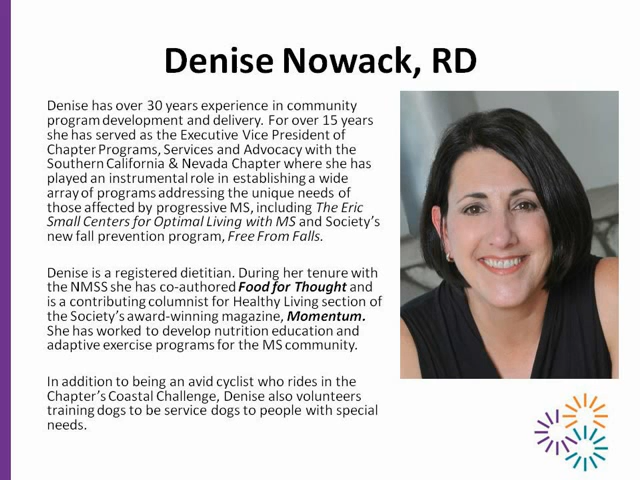 Denise Nowack, RD
Denise has over 30 years experience in community
program development and delivery. For over 15 years
she has served as the Executive Vice President of
Chapter Programs, Services and Advocacy with the
Southern California & Nevada Chapter where she has
played an instrumental role in establishing a wide
array of programs addressing the unique needs of
those affected by progressive MS, including The Eric
Small Centers for Optimal Living with MS and Society's
new fall prevention program, Free From Falls.
Denise is a registered dietitian. During her tenure with
the NMSS she has co-authored Food for Thought and
is a contributing columnist for Healthy Living section of
the Society's award-winning magazine, Momentum.
She has worked to develop nutrition education and
adaptive exercise programs for the MS community.
In addition to being an avid cyclist who rides in the
Chapter's Coastal Challenge, Denise also volunteers
training dogs to be service dogs to people with special
needs.